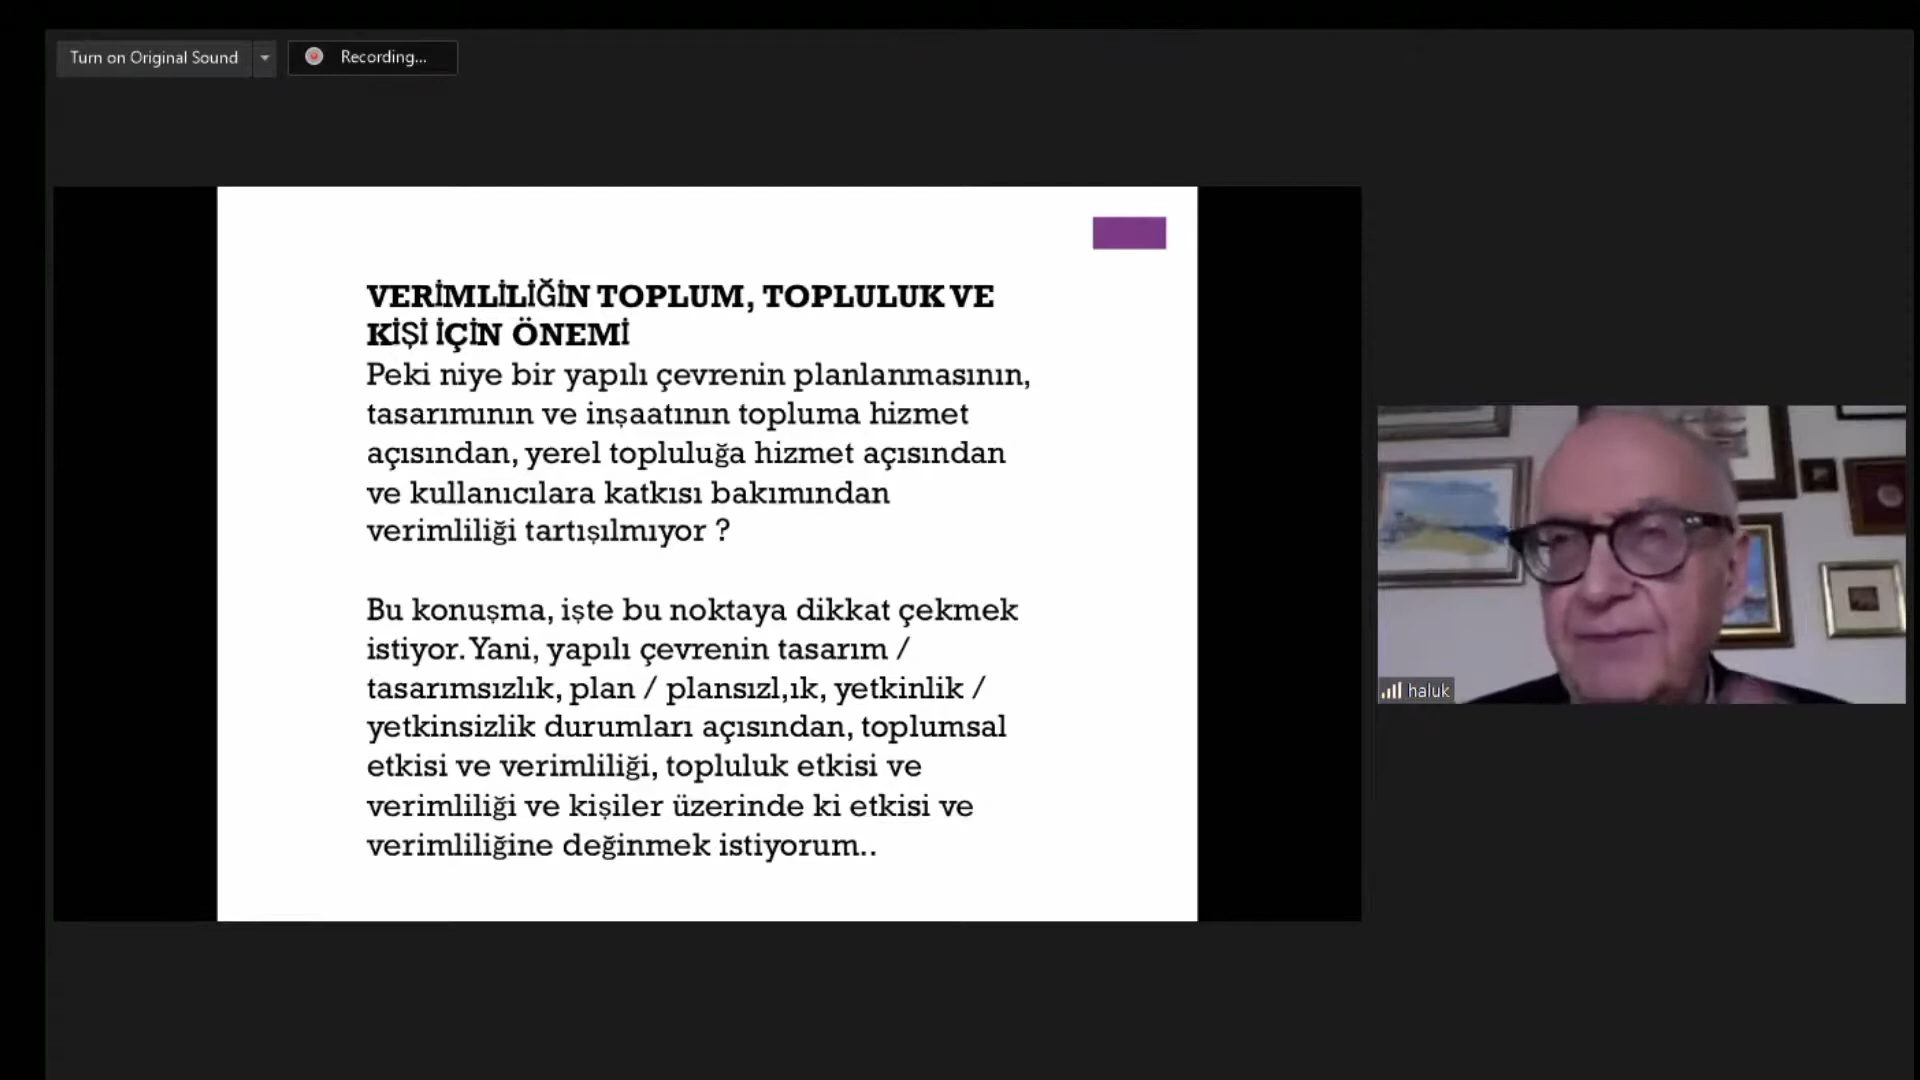 Turn on Original Sound
Recording...
VERİMLİLİĞİN TOPLUM, TOPLULUK VE
KİŞİ İÇİN ÖNEMİ
Peki niye bir yapılı çevrenin planlanmasının,
tasarımının ve inşaatının topluma hizmet
açısından, yerel topluluğa hizmet açısından
ve kullanıcılara katkısı bakımından
verimliliği tartışılmıyor ?
Bu konuşma, işte bu noktaya dikkat çekmek
istiyor. Yani, yapılı çevrenin tasarım /
tasarımsızlık, plan / plansızl,ık, yetkinlik /
yetkinsizlik durumları açısından, toplumsal
etkisi ve verimliliği, topluluk etkisi ve
verimliliği ve kişiler üzerinde ki etkisi ve
verimliliğine değinmek istiyorum..
haluk